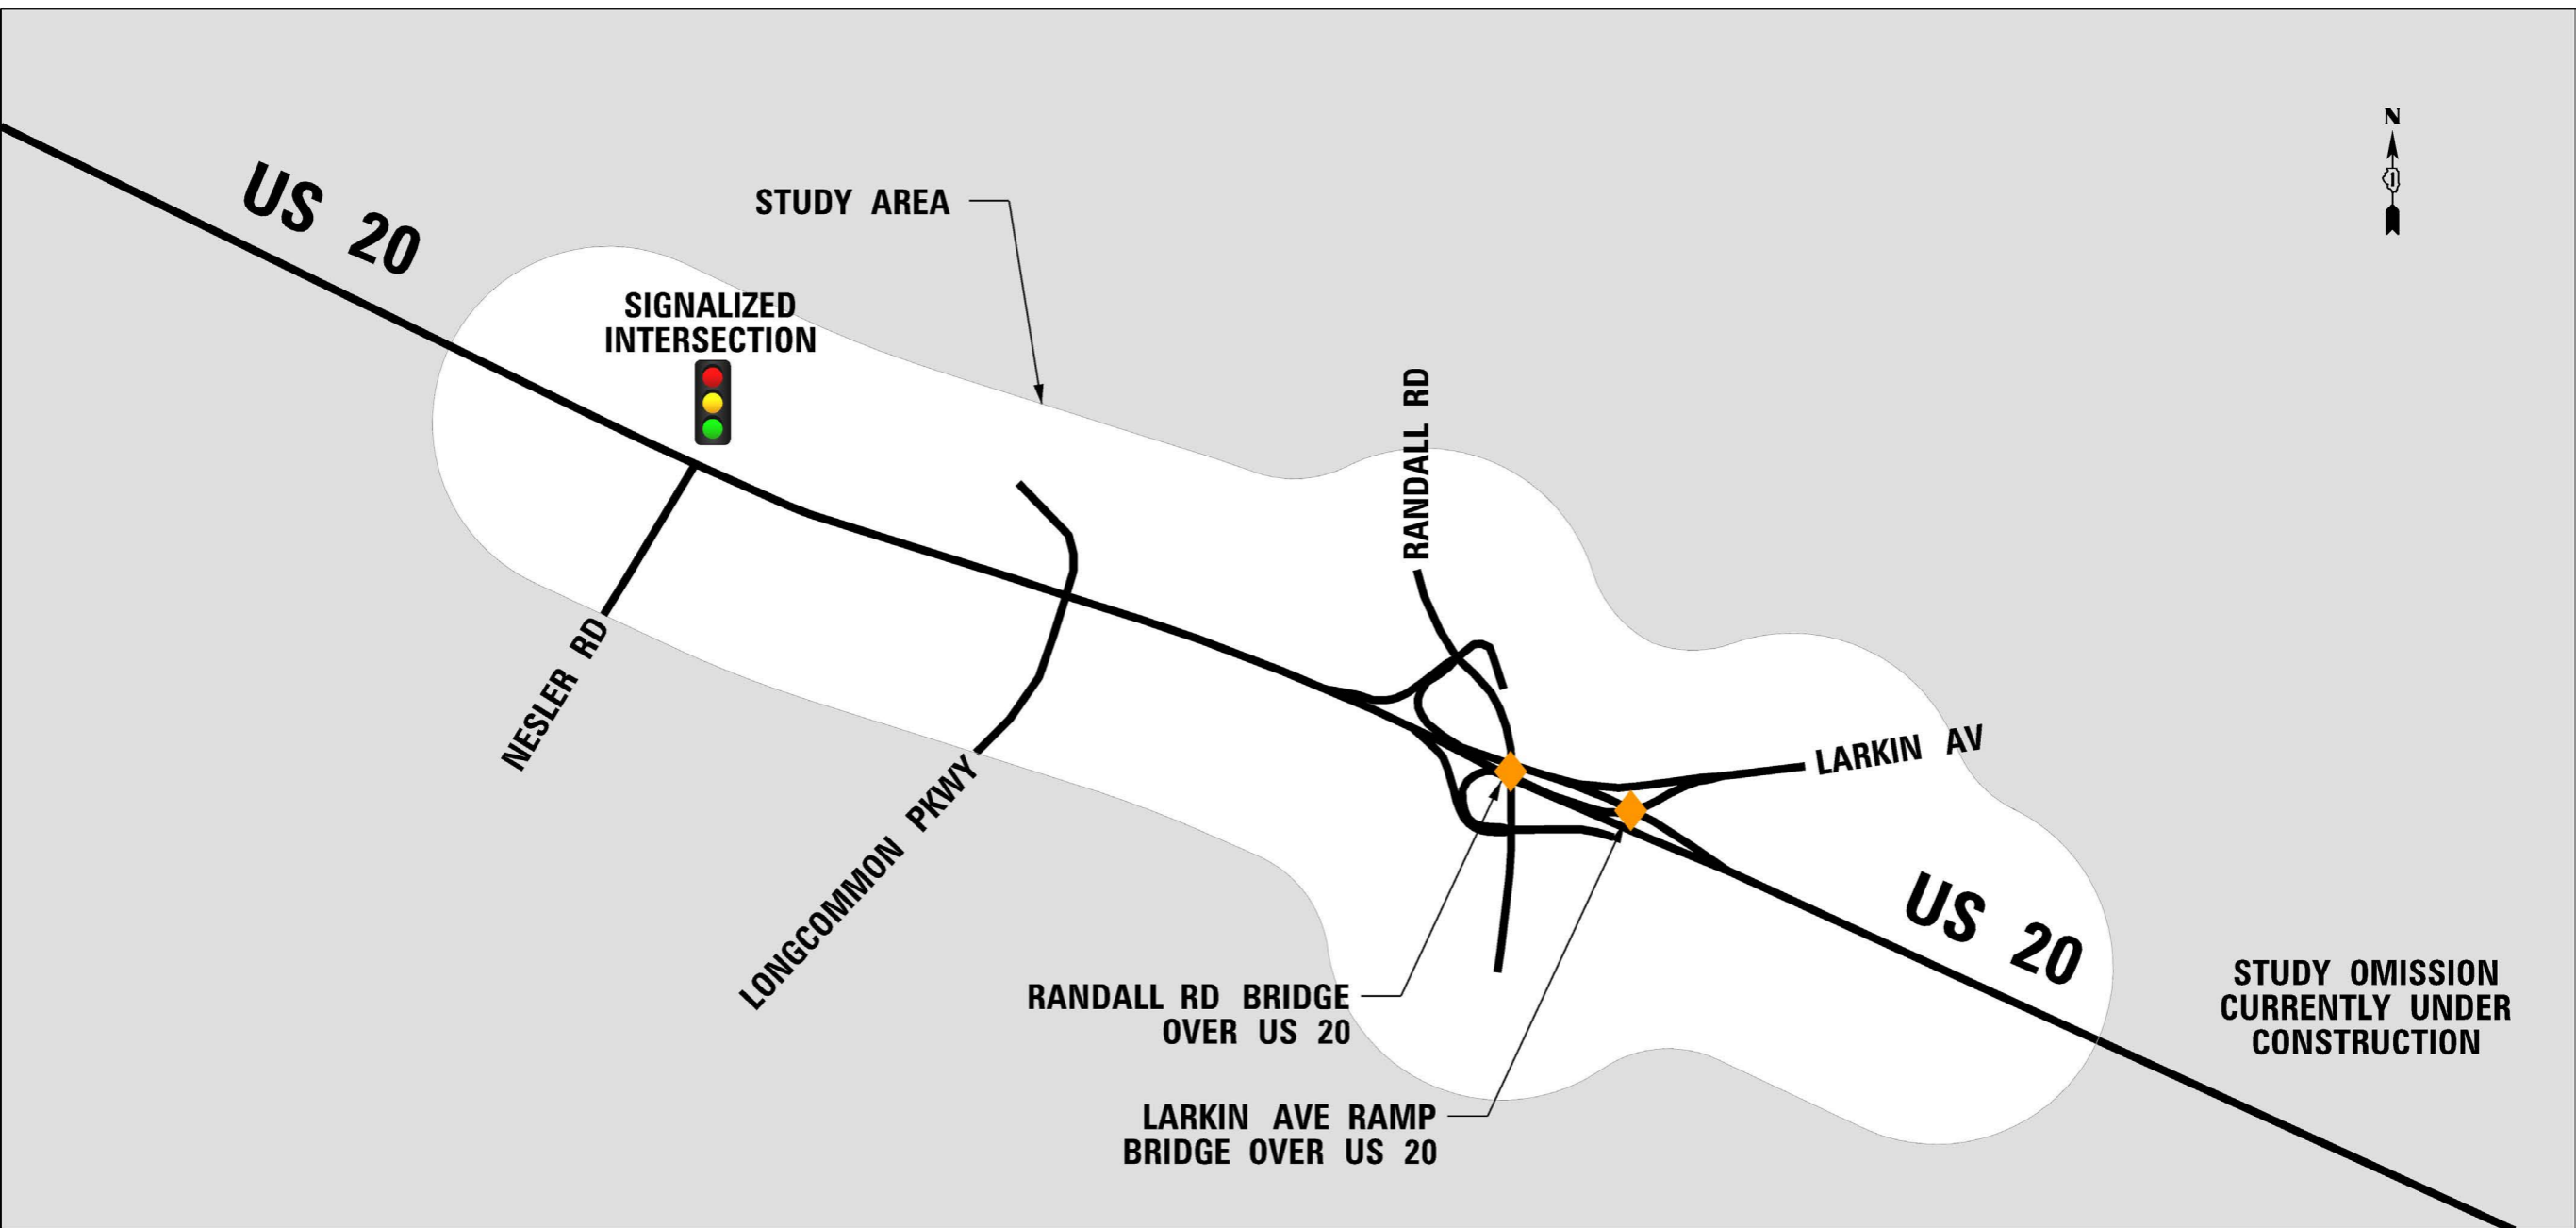 N
US 20
STUDY AREA
SIGNALIZED
INTERSECTION
RANDALL RD
NESLER RD
LONGCOMMON PKWY
LARKIN AV
US 20
RANDALL RD BRIDGE
OVER US 20
STUDY OMISSION
CURRENTLY UNDER
CONSTRUCTION
LARKIN AVE RAMP
BRIDGE OVER US 20